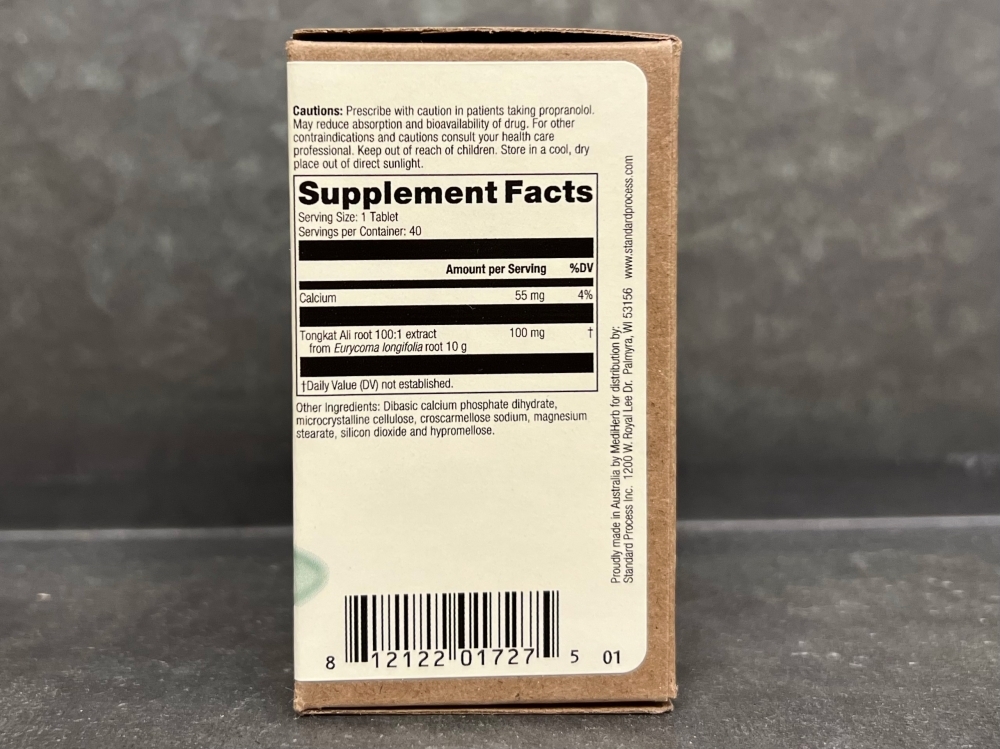 Cautions: Prescribe with caution in patients taking propranolol.
May reduce absorption and bioavailability of drug. For other
contraindications and cautions consult your health care
professional. Keep out of reach of children. Store in a cool, dry
place out of direct sunlight.
Supplement Facts
Serving Size: 1 Tablet
Servings per Container: 40
Amount per Serving %DV
Calcium 55 mg 4%
Tongkat Ali root 100:1 extract 100 mg †
from Eurycoma longifolia root 10 g
†Daily Value (DV) not established.
Other Ingredients: Dibasic calcium phosphate dihydrate,
microcrystalline cellulose, croscarmellose sodium, magnesium
stearate, silicon dioxide and hypromellose.
Proudly made in Australia by MediHerb for distribution by:
Standard Process Inc. 1200 W. Royal Lee Dr. Palmyra, WI 53156 www.standardprocess.com
8 12122 01727 5 01